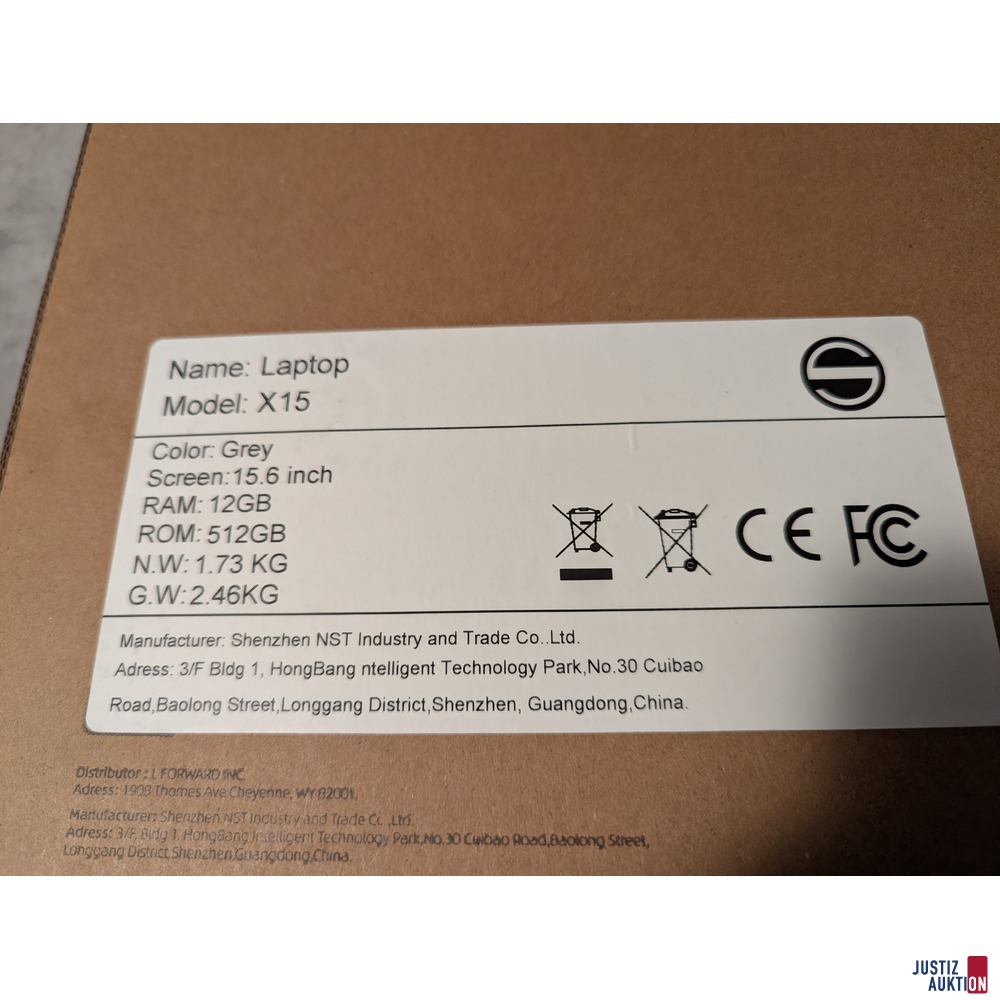 Name: Laptop
Model: X15
Color: Grey
Screen:15.6 inch
RAM: 12GB
ROM: 512GB
N.W: 1.73 KG
G.W: 2.46KG
CE FC
Manufacturer: Shenzhen NST Industry and Trade Co..Ltd.
Adress: 3/F Bldg 1, HongBang ntelligent Technology Park,No.30 Cuibao
Road,Baolong Street,Longgang District,Shenzhen, Guangdong,China.
Distributor : L FORWARD INC
Adress: 1908 Thomes Ave Cheyenne, WY 82001,
Manufacturer: Shenzhen NST Industry and Trade Co .,Ltd.
Adress: 3/F, Bldg 1, HongBang Intelligent Technology Park,No.30 Cuibao Road,Baolong Street,
Longgang District,Shenzhen,Guangdong,China.
JUSTIZ
AUKTION